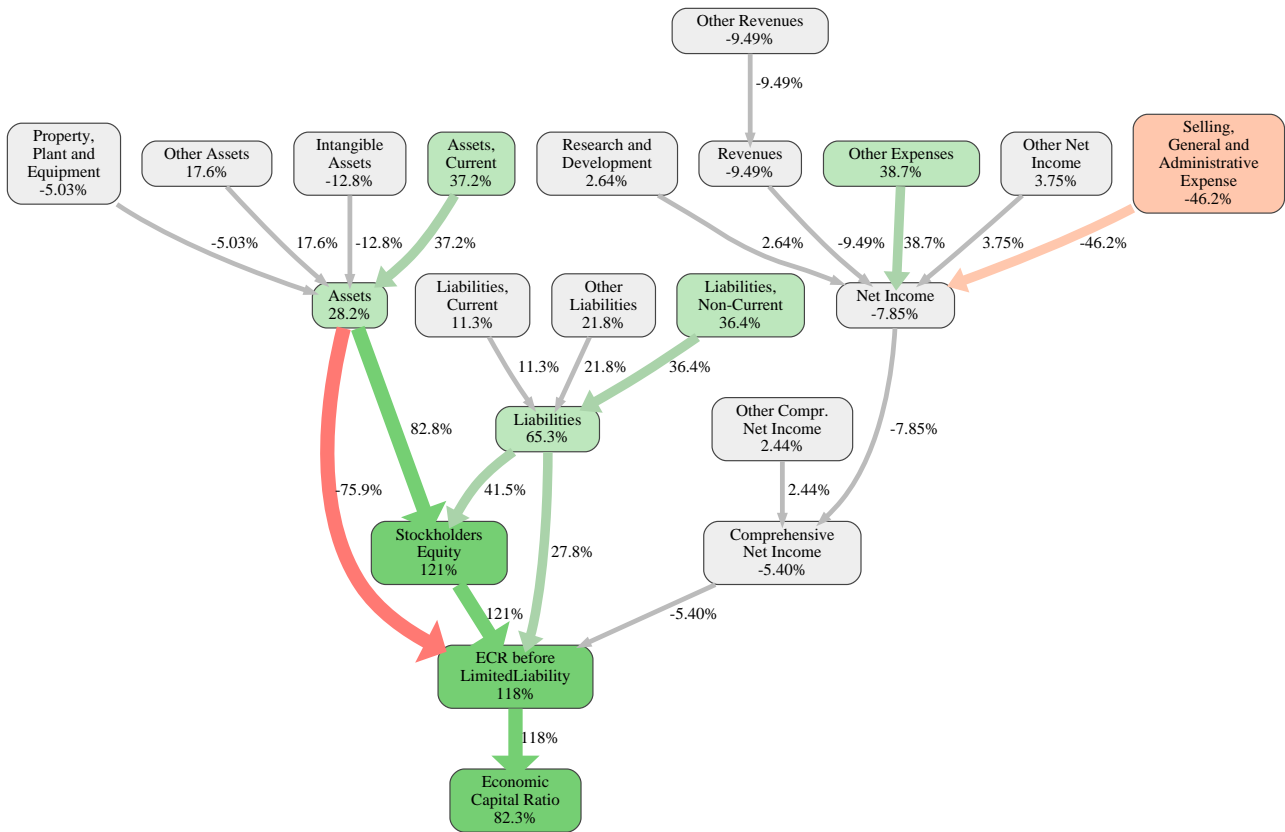 Other Revenues
-9.49%
-9.49%
Property,
Plant and
Equipment
-5.03%
Other Assets
17.6%
Intangible
Assets
-12.8%
Assets,
Current
37.2%
Research and
Development
2.64%
Revenues
-9.49%
Other Expenses
38.7%
Other Net
Income
3.75%
Selling,
General and
Administrative
Expense
-46.2%
-5.03%
17.6%
-12.8%
37.2%
2.64%
-9.49%
38.7%
3.75%
-46.2%
Assets
28.2%
Liabilities,
Current
11.3%
Other
Liabilities
21.8%
Liabilities,
Non-Current
36.4%
Net Income
-7.85%
11.3%
21.8%
36.4%
82.8%
Liabilities
65.3%
Other Compr.
Net Income
2.44%
-7.85%
-75.9%
41.5%
2.44%
Stockholders
Equity
121%
27.8%
Comprehensive
Net Income
-5.40%
121%
-5.40%
ECR before
LimitedLiability
118%
118%
Economic
Capital Ratio
82.3%